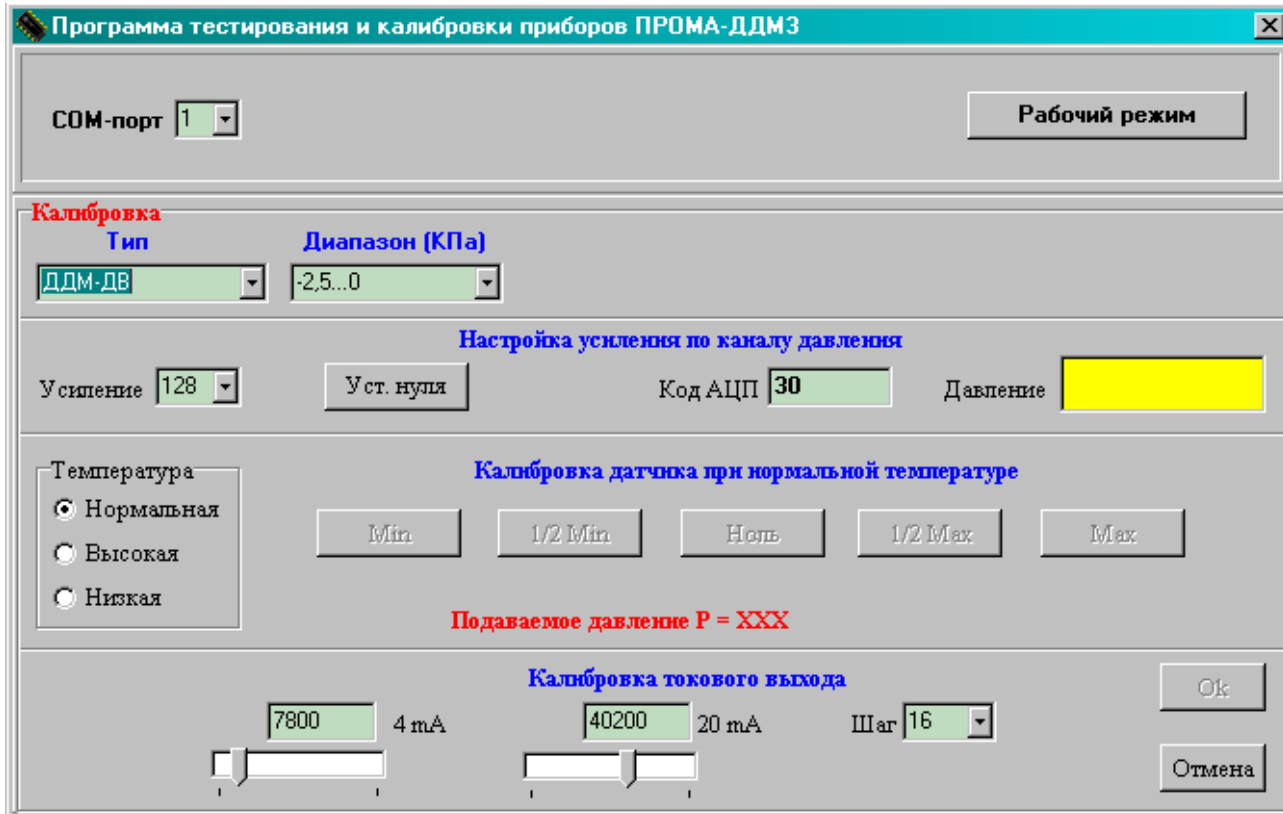 Программа тестирования и калибровки приборов ПРОМА-ДДМ3
COM-порт 1 Рабочий режим
Калибровка
Тип Диапазон (КПа)
ДДМ-ДВ -2,5...0
Настройка усиления по каналу давления
Усиление 128 Уст. нуля Код АЦП 30 Давление
Температура Калибровка датчика при нормальной температуре
Нормальная
Min 1/2 Min Ноль 1/2 Max Max
Высокая
Низкая
Подаваемое давление P = XXX
Калибровка токового выхода
Ok
7800 4 mA 40200 20 mA Шаг 16
Отмена